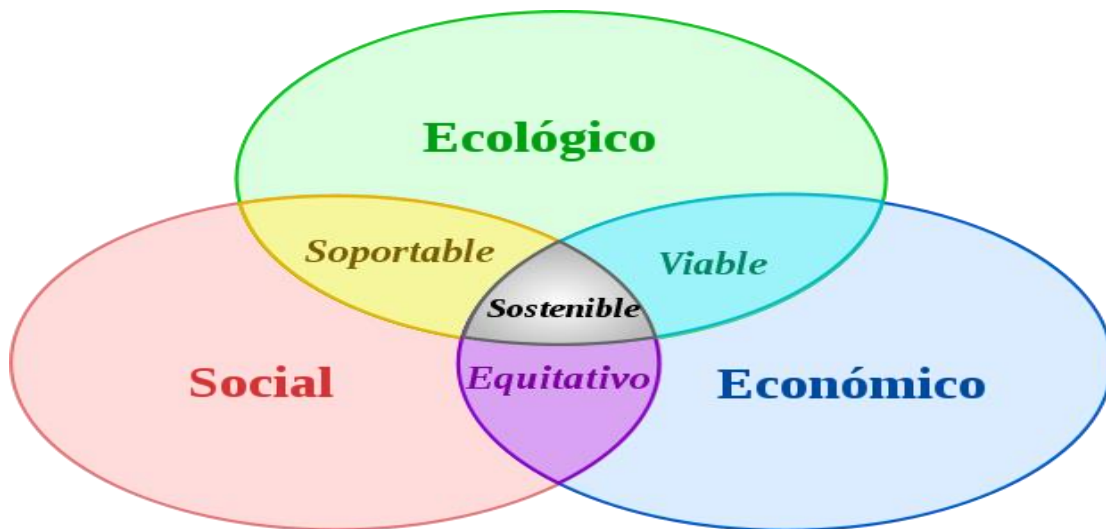 Ecológico
Soportable
Viable
Sostenible
Social
Equitativo
Económico